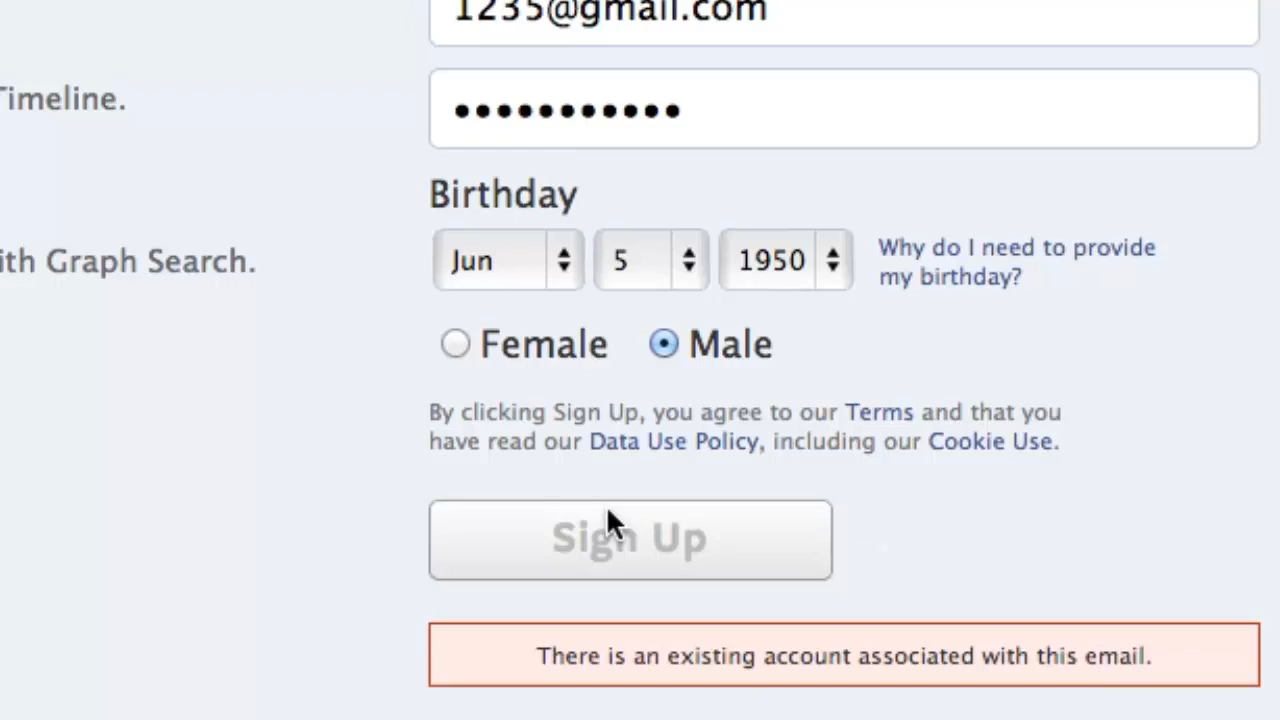 1235@gmail.com
Timeline.
•••••••••••
Birthday
Jun 5 1950
Why do I need to provide
my birthday?
ith Graph Search.
Female Male
By clicking Sign Up, you agree to our Terms and that you
have read our Data Use Policy, including our Cookie Use.
Sign Up
There is an existing account associated with this email.